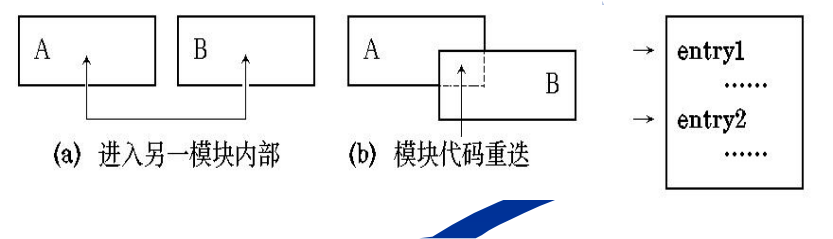 A
B
A
B
entry1
……
entry2
……
(a) 进入另一模块内部
(b) 模块代码重迭